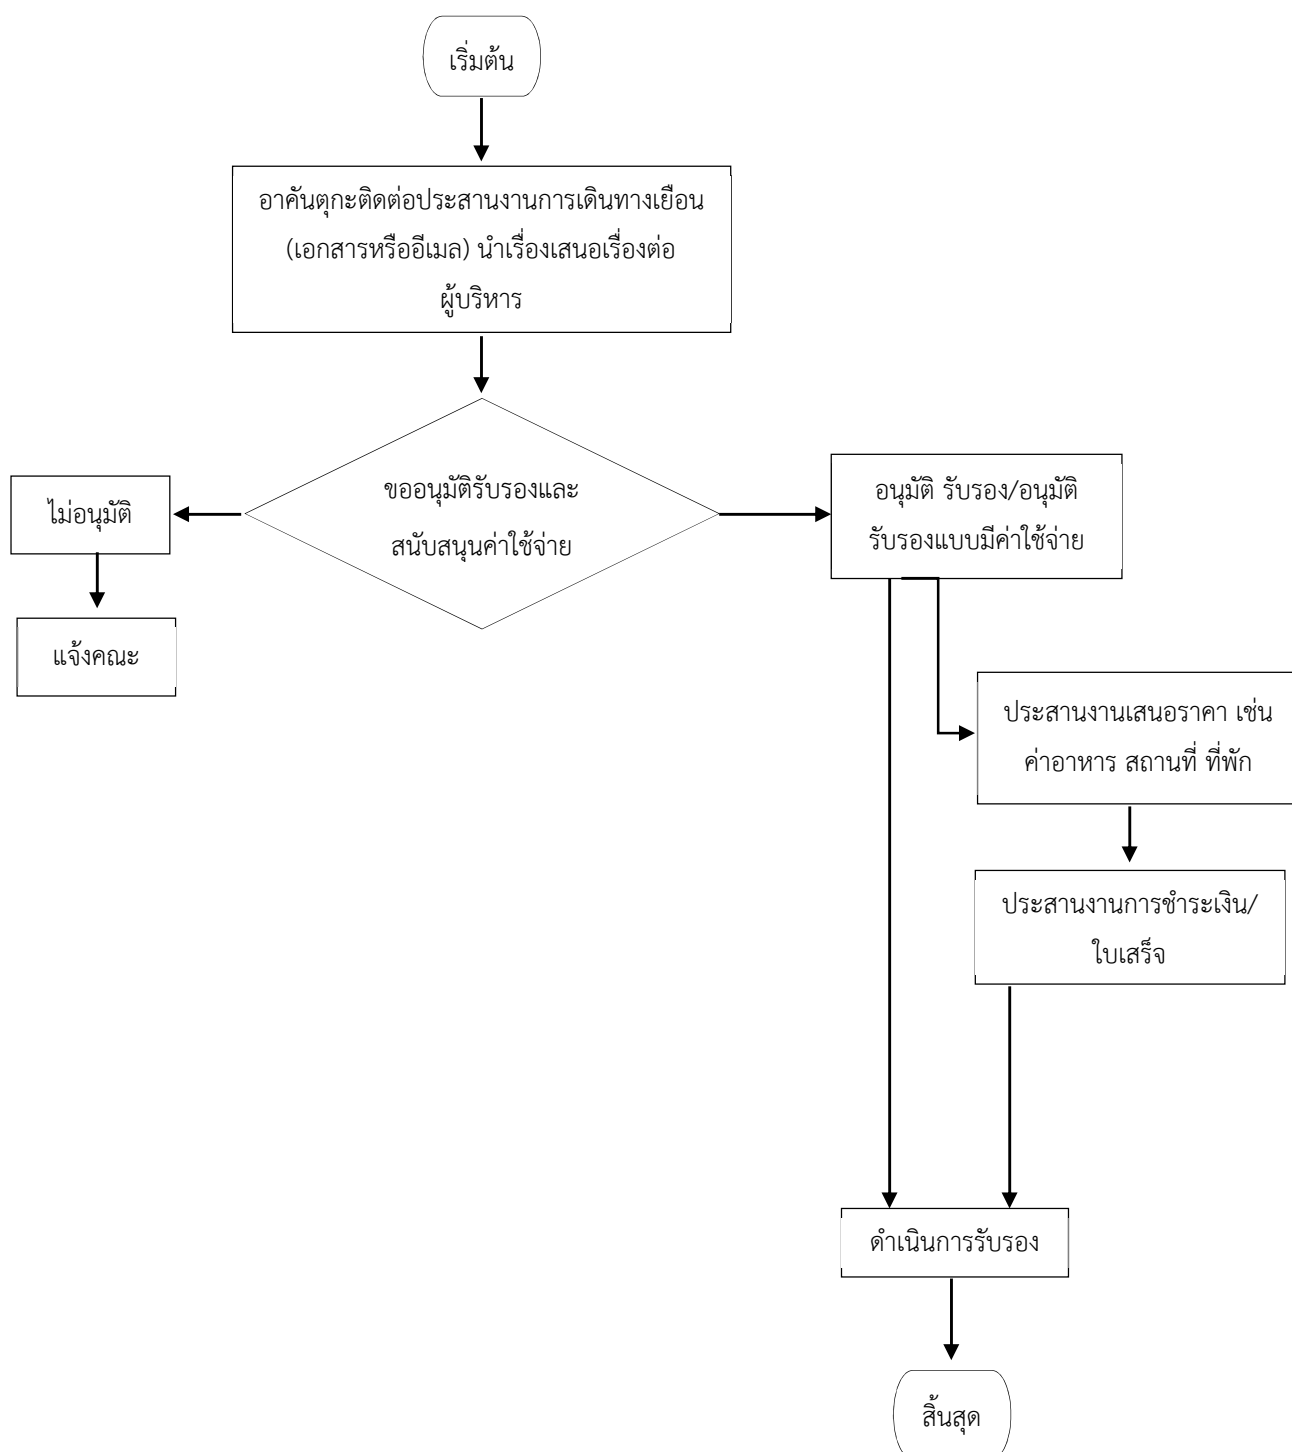 เริ่มต้น
อาคันตุกะติดต่อประสานงานการเดินทางเยือน
(เอกสารหรืออีเมล) นำเรื่องเสนอเรื่องต่อ
ผู้บริหาร
ขออนุมัติรับรองและ
สนับสนุนค่าใช้จ่าย
ไม่อนุมัติ
แจ้งคณะ
อนุมัติ รับรอง/อนุมัติ
รับรองแบบมีค่าใช้จ่าย
ประสานงานเสนอราคา เช่น
ค่าอาหาร สถานที่ ที่พัก
ประสานงานการชำระเงิน/
ใบเสร็จ
ดำเนินการรับรอง
สิ้นสุด